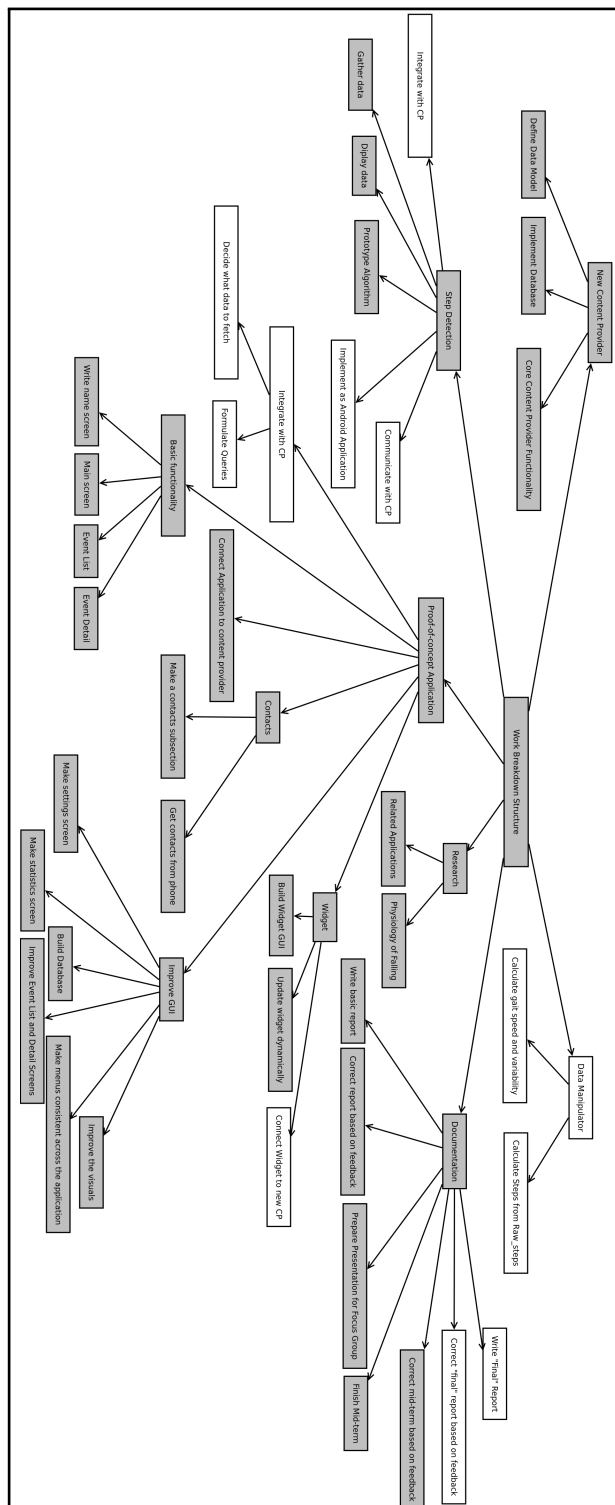 Work Breakdown Structure
New Content Provider
Step Detection
Proof-of-concept Application
Research
Documentation
Data Manipulator
Define Data Model
Implement Database
Core Content Provider Functionality
Integrate with CP
Gather data
Diplay data
Prototype Algorithm
Implement as Android Application
Communicate with CP
Integrate with CP
Decide what data to fetch
Formulate Queries
Basic functionality
Write name screen
Main screen
Event List
Event Detail
Connect Application to content provider
Contacts
Make a contacts subsection
Get contacts from phone
Widget
Build Widget GUI
Update widget dynamically
Connect Widget to new CP
Improve GUI
Make settings screen
Make statistics screen
Build Database
Improve Event List and Detail Screens
Make menus consistent across the application
Improve the visuals
Related Applications
Physiology of Falling
Write basic report
Correct report based on feedback
Prepare Presentation for Focus Group
Finish Mid-term
Correct mid-term based on feedback
Correct "final" report based on feedback
Write "Final" Report
Calculate gait speed and variability
Calculate Steps from Raw_steps